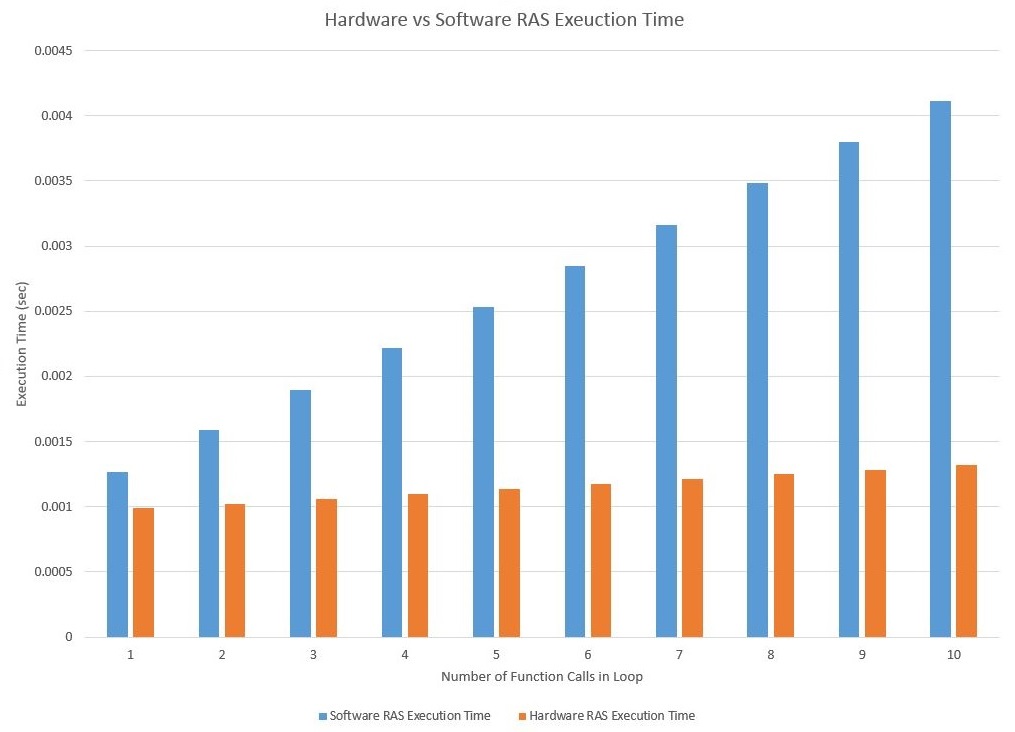 Hardware vs Software RAS Exeuction Time
0.0045
0.004
0.0035
0.003
0.0025
0.002
0.0015
0.001
0.0005
0
Execution Time (sec)
1 2 3 4 5 6 7 8 9 10
Number of Function Calls in Loop
Software RAS Execution Time Hardware RAS Execution Time